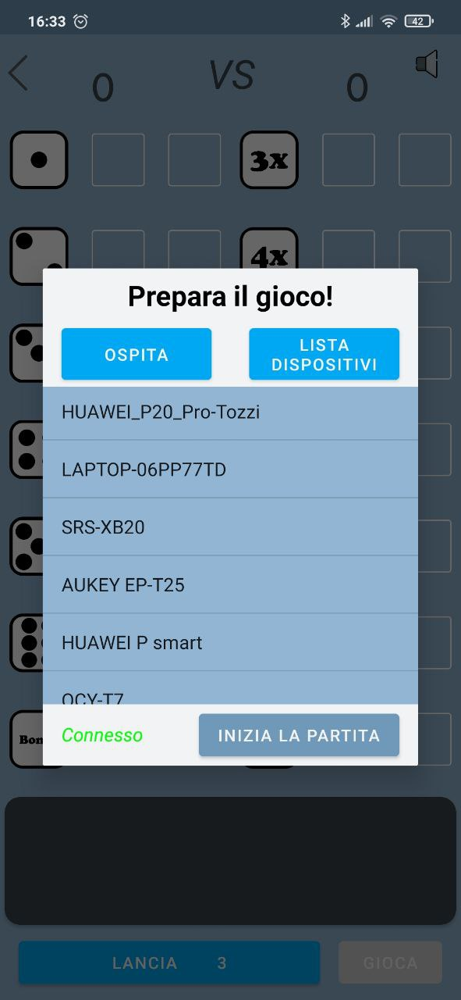 16:33
42
0 VS 0
3x
4x
Prepara il gioco!
OSPITA
LISTA
DISPOSITIVI
HUAWEI_P20_Pro-Tozzi
LAPTOP-06PP77TD
SRS-XB20
AUKEY EP-T25
HUAWEI P smart
QCY-T7
Bon
Connesso
INIZIA LA PARTITA
LANCIA 3
GIOCA